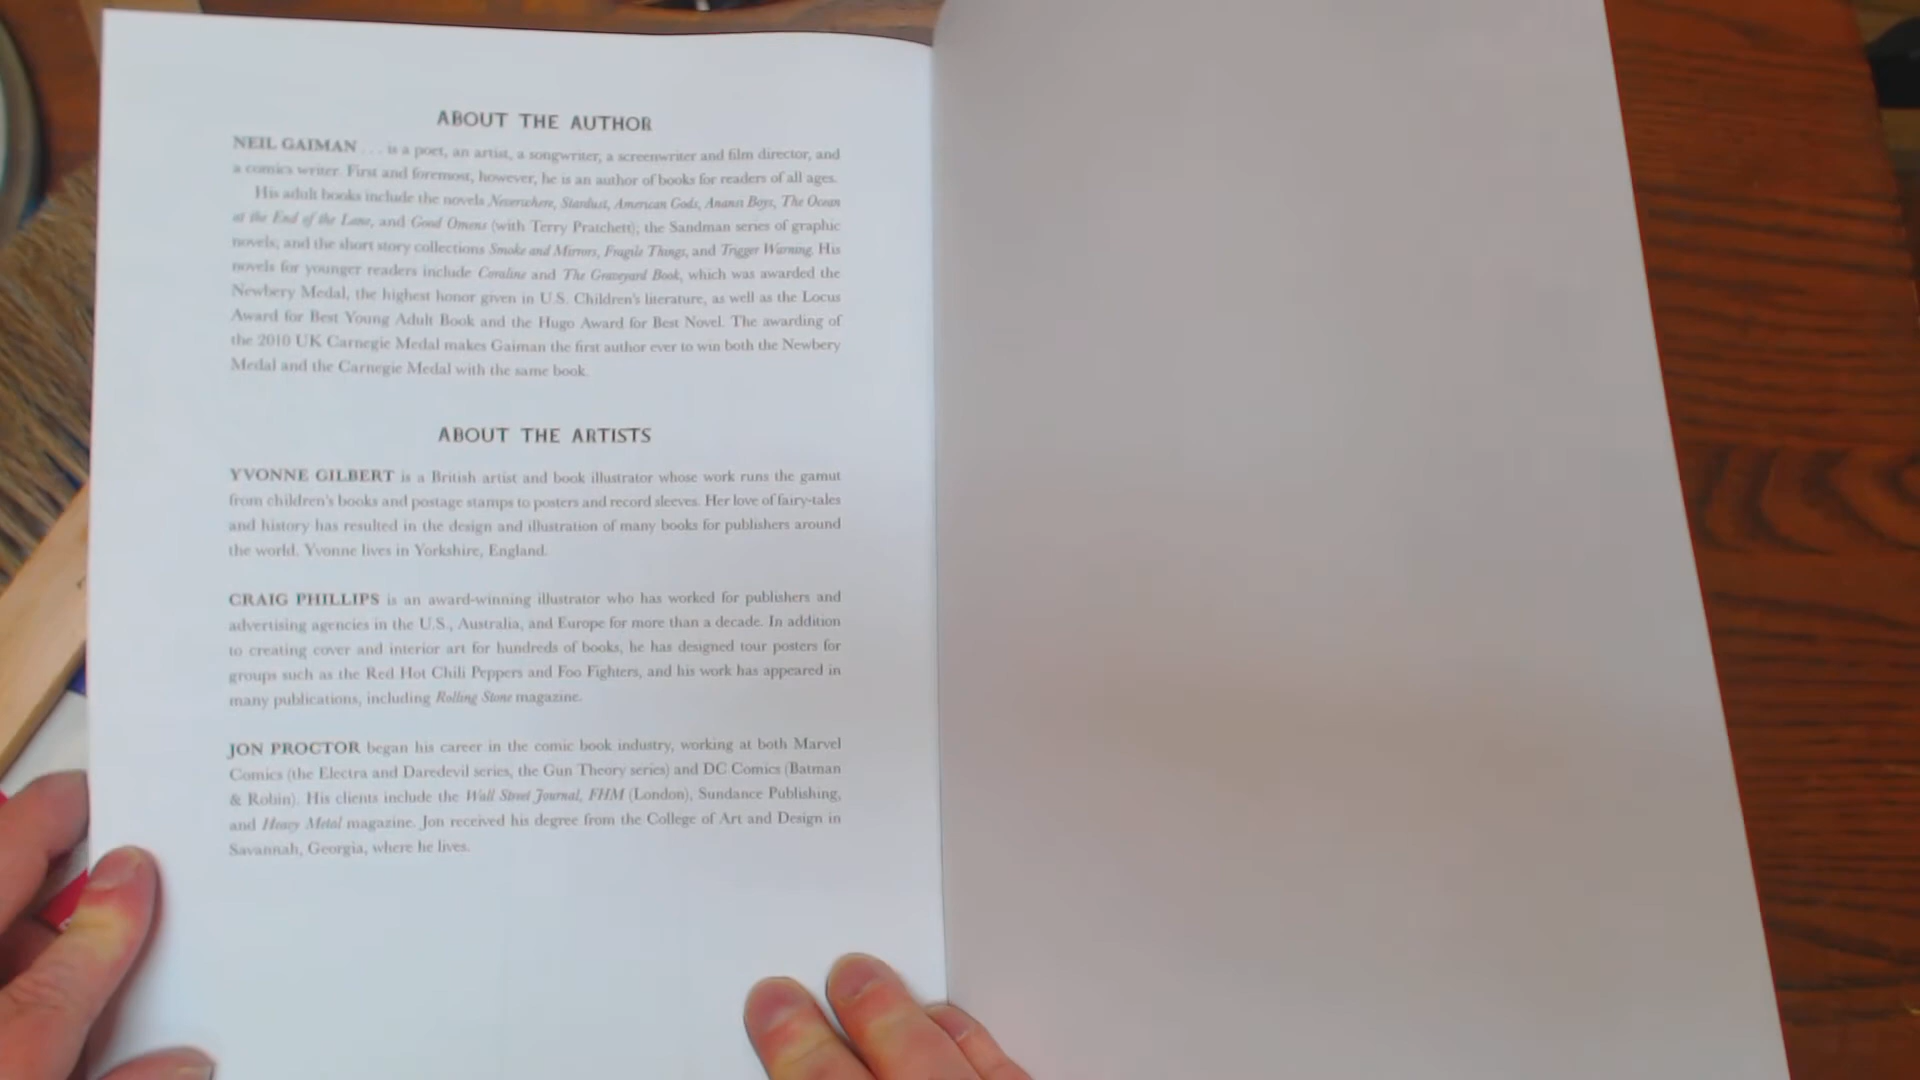 ABOUT THE AUTHOR
NEIL GAIMAN . . . is a poet, an artist, a songwriter, a screenwriter and film director, and
a comics writer. First and foremost, however, he is an author of books for readers of all ages.
His adult books include the novels Neverwhere, Stardust, American Gods, Anansi Boys, The Ocean
at the End of the Lane, and Good Omens (with Terry Pratchett); the Sandman series of graphic
novels; and the short story collections Smoke and Mirrors, Fragile Things, and Trigger Warning. His
novels for younger readers include Coraline and The Graveyard Book, which was awarded the
Newbery Medal, the highest honor given in U.S. Children's literature, as well as the Locus
Award for Best Young Adult Book and the Hugo Award for Best Novel. The awarding of
the 2010 UK Carnegie Medal makes Gaiman the first author ever to win both the Newbery
Medal and the Carnegie Medal with the same book.
ABOUT THE ARTISTS
YVONNE GILBERT is a British artist and book illustrator whose work runs the gamut
from children's books and postage stamps to posters and record sleeves. Her love of fairy-tales
and history has resulted in the design and illustration of many books for publishers around
the world. Yvonne lives in Yorkshire, England.
CRAIG PHILLIPS is an award-winning illustrator who has worked for publishers and
advertising agencies in the U.S., Australia, and Europe for more than a decade. In addition
to creating cover and interior art for hundreds of books, he has designed tour posters for
groups such as the Red Hot Chili Peppers and Foo Fighters, and his work has appeared in
many publications, including Rolling Stone magazine.
JON PROCTOR began his career in the comic book industry, working at both Marvel
Comics (the Electra and Daredevil series, the Gun Theory series) and DC Comics (Batman
& Robin). His clients include the Wall Street Journal, FHM (London), Sundance Publishing,
and Heavy Metal magazine. Jon received his degree from the College of Art and Design in
Savannah, Georgia, where he lives.